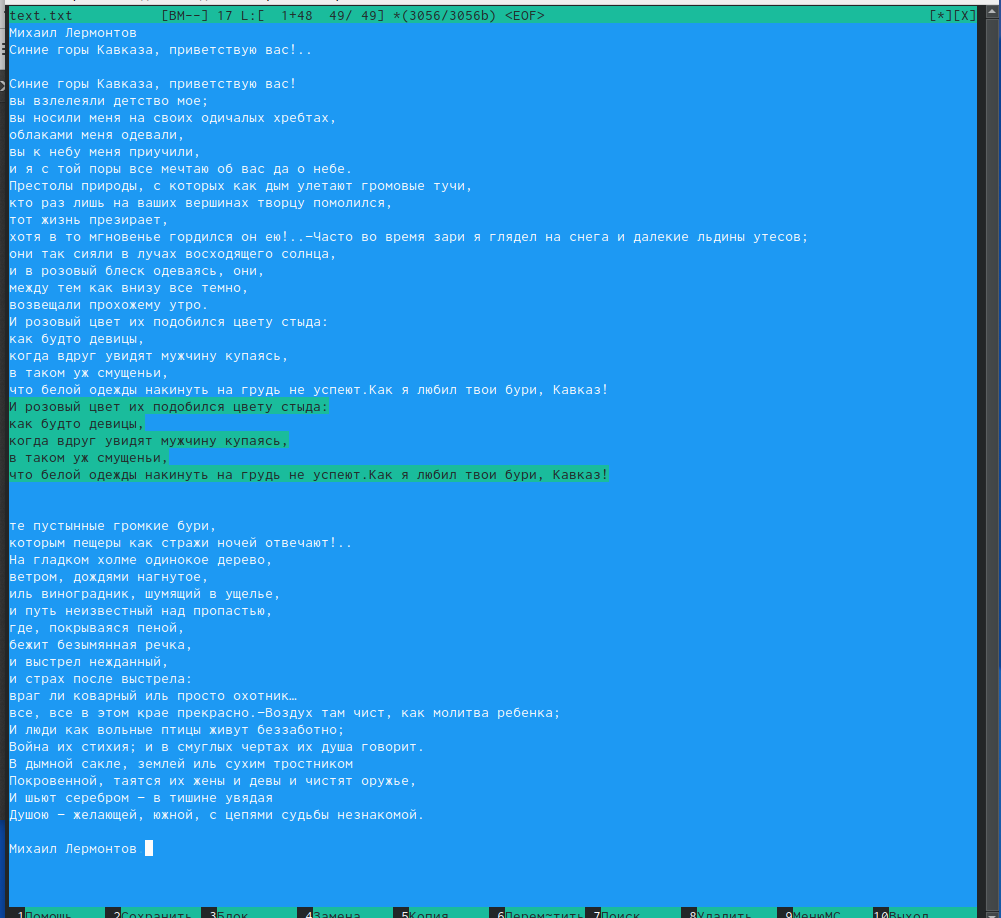 text.txt [BM--] 17 L:[ 1+48 49/ 49] *(3056/3056b) <EOF> [*][X]
Михаил Лермонтов
Синие горы Кавказа, приветствую вас!..
Синие горы Кавказа, приветствую вас!
вы взлелеяли детство мое;
вы носили меня на своих одичалых хребтах,
облаками меня одевали,
вы к небу меня приучили,
и я с той поры все мечтаю об вас да о небе.
Престолы природы, с которых как дым улетают громовые тучи,
кто раз лишь на ваших вершинах творцу помолился,
тот жизнь презирает,
хотя в то мгновенье гордился он ею!..—Часто во время зари я глядел на снега и далекие льдины утесов;
они так сияли в лучах восходящего солнца,
и в розовый блеск одеваясь, они,
между тем как внизу все темно,
возвещали прохожему утро.
И розовый цвет их подобился цвету стыда:
как будто девицы,
когда вдруг увидят мужчину купаясь,
в таком уж смущеньи,
что белой одежды накинуть на грудь не успеют.Как я любил твои бури, Кавказ!
И розовый цвет их подобился цвету стыда:
как будто девицы,
когда вдруг увидят мужчину купаясь,
в таком уж смущеньи,
что белой одежды накинуть на грудь не успеют.Как я любил твои бури, Кавказ!
те пустынные громкие бури,
которым пещеры как стражи ночей отвечают!..
На гладком холме одинокое дерево,
ветром, дождями нагнутое,
иль виноградник, шумящий в ущелье,
и путь неизвестный над пропастью,
где, покрываяся пеной,
бежит безымянная речка,
и выстрел нежданный,
и страх после выстрела:
враг ли коварный иль просто охотник…
все, все в этом крае прекрасно.—Воздух там чист, как молитва ребенка;
И люди как вольные птицы живут беззаботно;
Война их стихия; и в смуглых чертах их душа говорит.
В дымной сакле, землей иль сухим тростником
Покровенной, таятся их жены и девы и чистят оружье,
И шьют серебром — в тишине увядая
Душою — желающей, южной, с цепями судьбы незнакомой.
Михаил Лермонтов
1Помощь 2Сохранить 3Блок 4Замена 5Копия 6Перем~тить 7Поиск 8Удалить 9МенюMC 10Выход